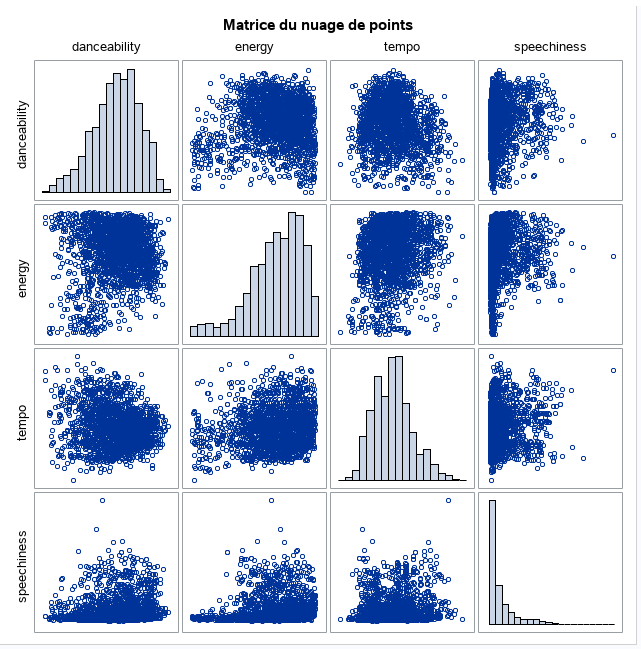 Matrice du nuage de points
danceability energy tempo speechiness
danceability
energy
tempo
speechiness